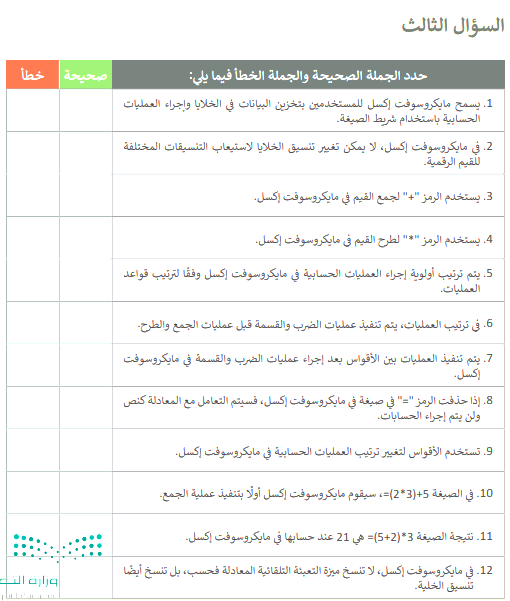 السؤال الثالث
حدد الجملة الصحيحة والجملة الخطأ فيما يلي: صحيحة خطأ
1. يسمح مايكروسوفت إكسل للمستخدمين بتخزين البيانات في الخلايا وإجراء العمليات
الحسابية باستخدام شريط الصيغة.
2. في مايكروسوفت إكسل، لا يمكن تغيير تنسيق الخلايا لاستيعاب التنسيقات المختلفة
للقيم الرقمية.
3. يستخدم الرمز "+" لجمع القيم في مايكروسوفت إكسل.
4. يستخدم الرمز "*" لطرح القيم في مايكروسوفت إكسل.
5. يتم ترتيب أولوية إجراء العمليات الحسابية في مايكروسوفت إكسل وفقًا لترتيب قواعد
العمليات.
6. في ترتيب العمليات، يتم تنفيذ عمليات الضرب والقسمة قبل عمليات الجمع والطرح.
7. يتم تنفيذ العمليات بين الأقواس بعد إجراء عمليات الضرب والقسمة في مايكروسوفت
إكسل.
8. إذا حذفت الرمز "=" في صيغة في مايكروسوفت إكسل، فسيتم التعامل مع المعادلة كنص
ولن يتم إجراء الحسابات.
9. تستخدم الأقواس لتغيير ترتيب العمليات الحسابية في مايكروسوفت إكسل.
10. في الصيغة 5+(3*2)=، سيقوم مايكروسوفت إكسل أولًا بتنفيذ عملية الجمع.
11. نتيجة الصيغة 3*(2+5)= هي 21 عند حسابها في مايكروسوفت إكسل.
12. في مايكروسوفت إكسل، لا تنسخ ميزة التعبئة التلقائية المعادلة فحسب، بل تنسخ أيضًا
تنسيق الخلية.
وزارة